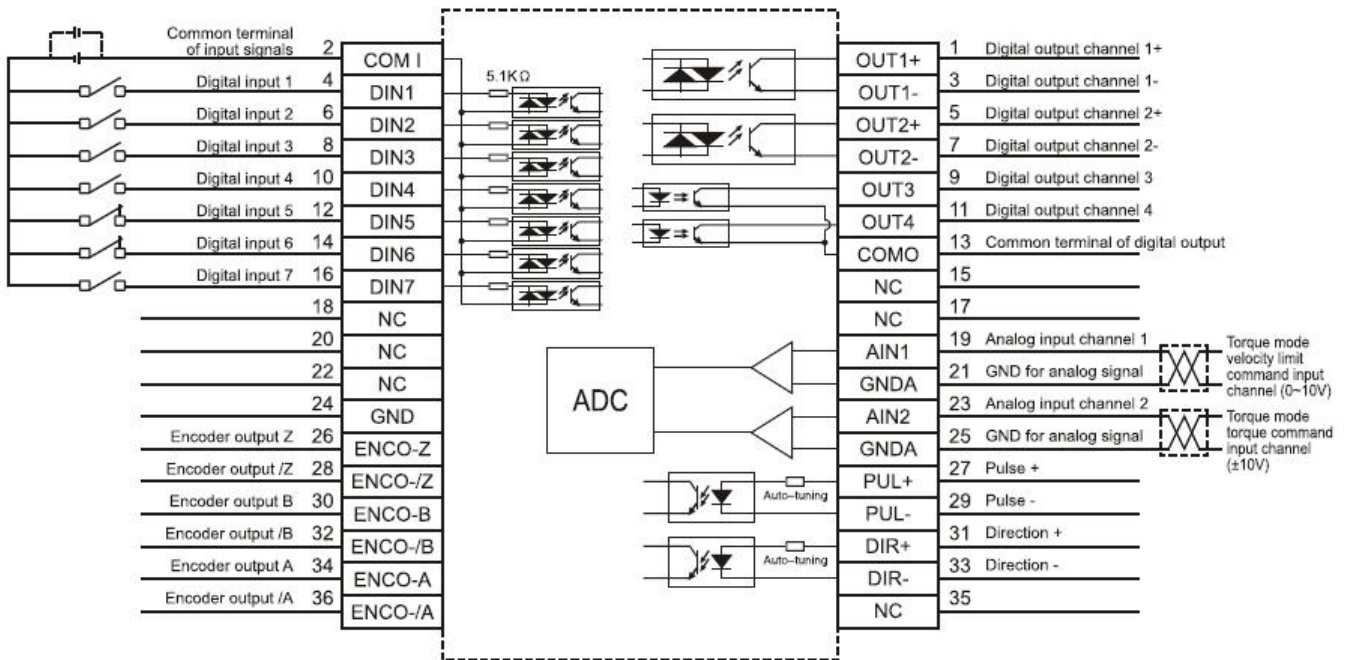 Common terminal
of input signals
2
COM I
Digital input 1
4
DIN1
Digital input 2
6
DIN2
Digital input 3
8
DIN3
Digital input 4
10
DIN4
Digital input 5
12
DIN5
Digital input 6
14
DIN6
Digital input 7
16
DIN7
18
NC
20
NC
22
NC
24
GND
Encoder output Z
26
ENCO-Z
Encoder output /Z
28
ENCO-/Z
Encoder output B
30
ENCO-B
Encoder output /B
32
ENCO-/B
Encoder output A
34
ENCO-A
Encoder output /A
36
ENCO-/A
5.1KΩ
ADC
Auto-tuning
Auto-tuning
OUT1+
1
Digital output channel 1+
OUT1-
3
Digital output channel 1-
OUT2+
5
Digital output channel 2+
OUT2-
7
Digital output channel 2-
OUT3
9
Digital output channel 3
OUT4
11
Digital output channel 4
COMO
13
Common terminal of digital output
NC
15
NC
17
AIN1
19
Analog input channel 1
GNDA
21
GND for analog signal
AIN2
23
Analog input channel 2
GNDA
25
GND for analog signal
PUL+
27
Pulse +
PUL-
29
Pulse -
DIR+
31
Direction +
DIR-
33
Direction -
NC
35
Torque mode
velocity limit
command input
channel (0~10V)
Torque mode
torque command
input channel
(±10V)